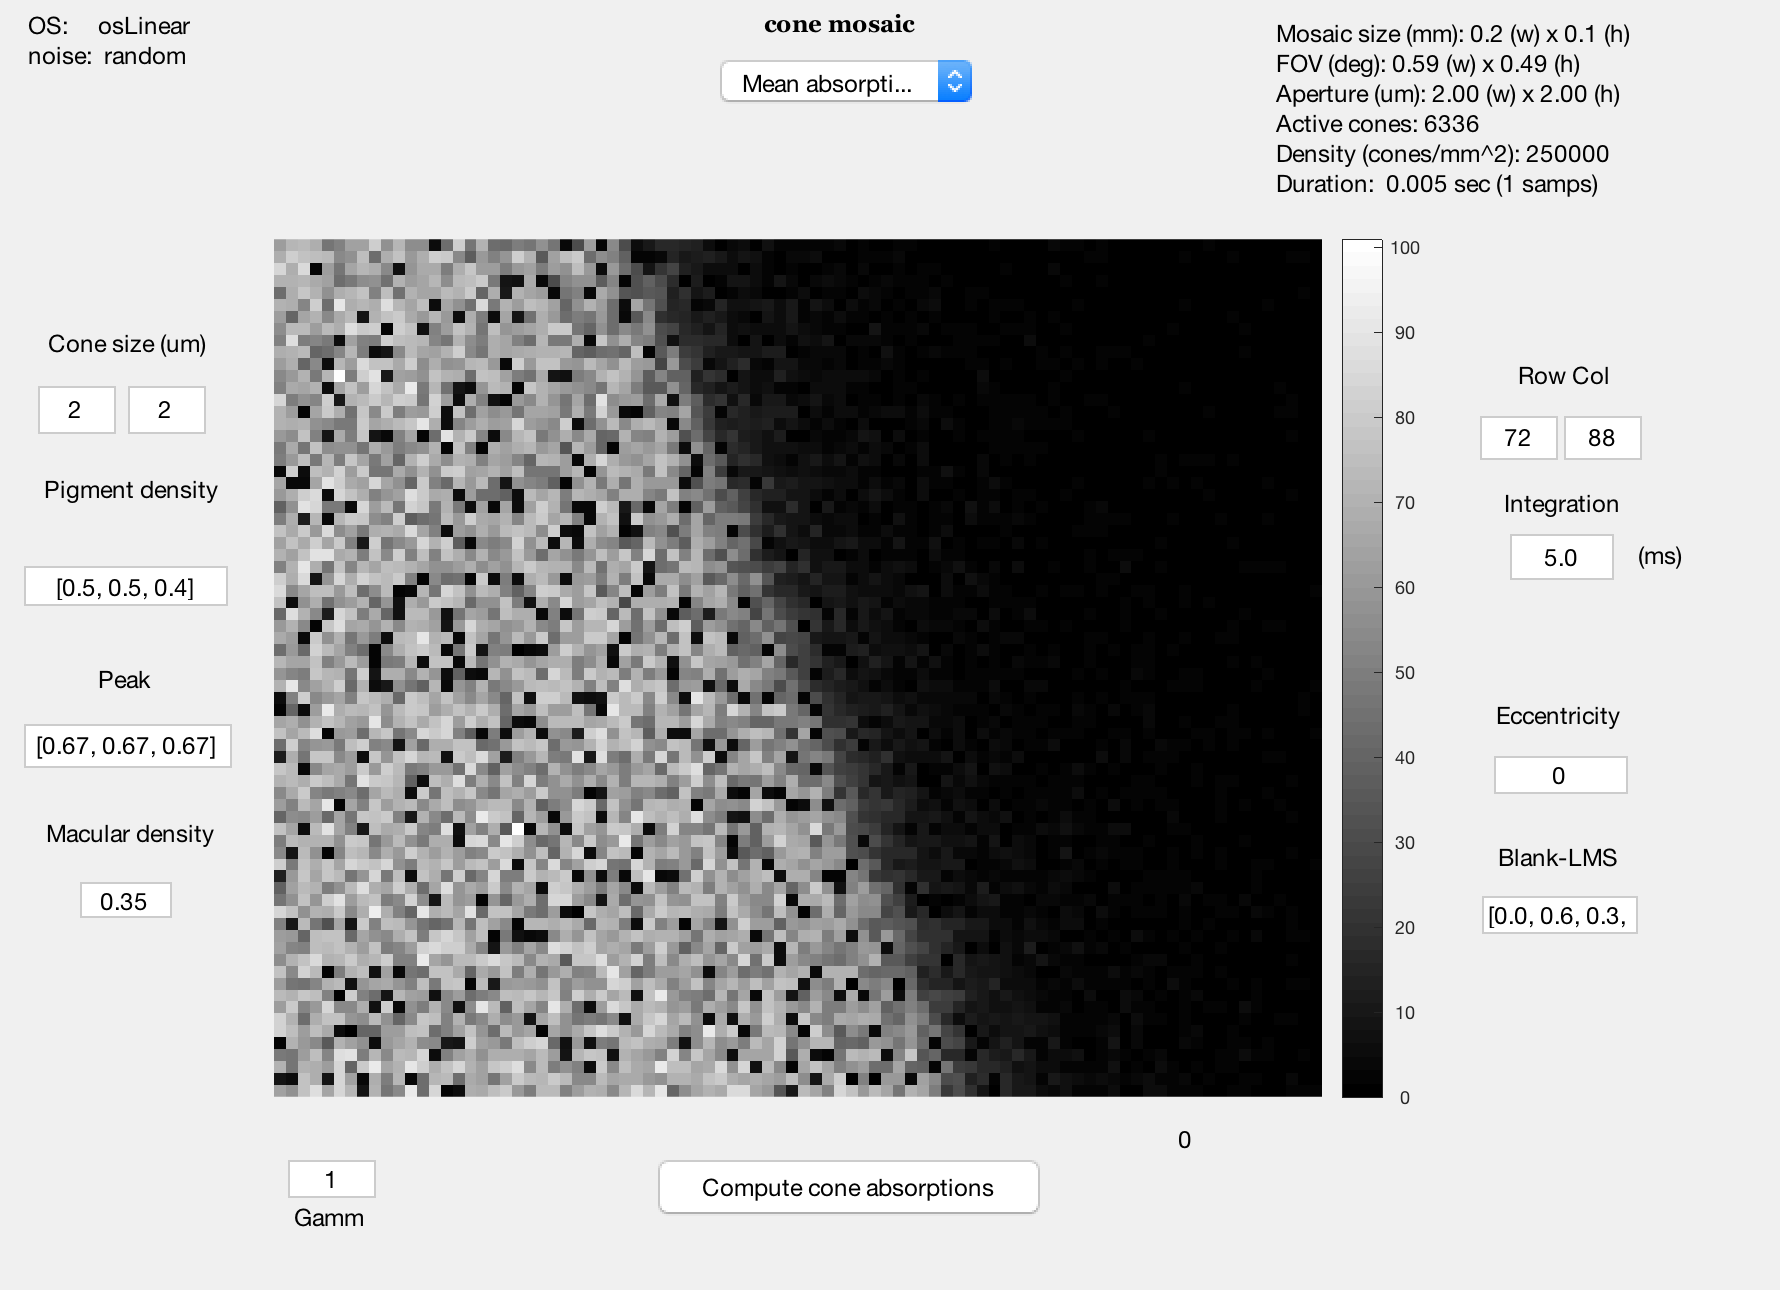 OS: osLinear
noise: random
cone mosaic
Mean absorpti...
Mosaic size (mm): 0.2 (w) x 0.1 (h)
FOV (deg): 0.59 (w) x 0.49 (h)
Aperture (um): 2.00 (w) x 2.00 (h)
Active cones: 6336
Density (cones/mm^2): 250000
Duration: 0.005 sec (1 samps)
Cone size (um)
2 2
Pigment density
[0.5, 0.5, 0.4]
Peak
[0.67, 0.67, 0.67]
Macular density
0.35
100
90
80
70
60
50
40
30
20
10
0
Row Col
72 88
Integration
5.0 (ms)
Eccentricity
0
Blank-LMS
[0.0, 0.6, 0.3,
0
1
Gamm
Compute cone absorptions